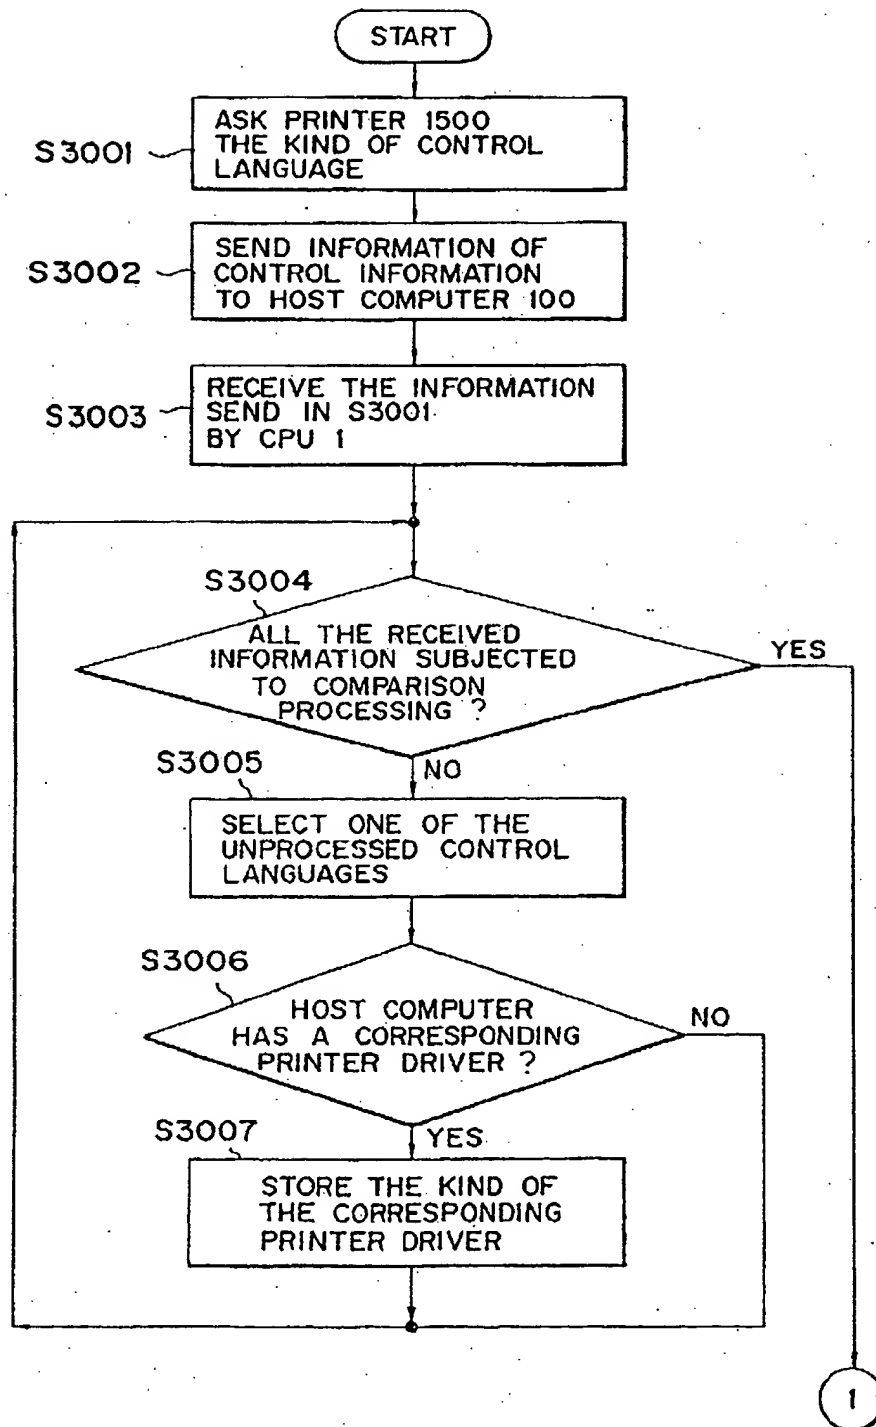 START
S3001
ASK PRINTER 1500
THE KIND OF CONTROL
LANGUAGE
S3002
SEND INFORMATION OF
CONTROL INFORMATION
TO HOST COMPUTER 100
S3003
RECEIVE THE INFORMATION
SEND IN S3001
BY CPU 1
S3004
ALL THE RECEIVED
INFORMATION SUBJECTED
TO COMPARISON
PROCESSING ?
YES
NO
S3005
SELECT ONE OF THE
UNPROCESSED CONTROL
LANGUAGES
S3006
HOST COMPUTER
HAS A CORRESPONDING
PRINTER DRIVER ?
NO
YES
S3007
STORE THE KIND OF
THE CORRESPONDING
PRINTER DRIVER
1